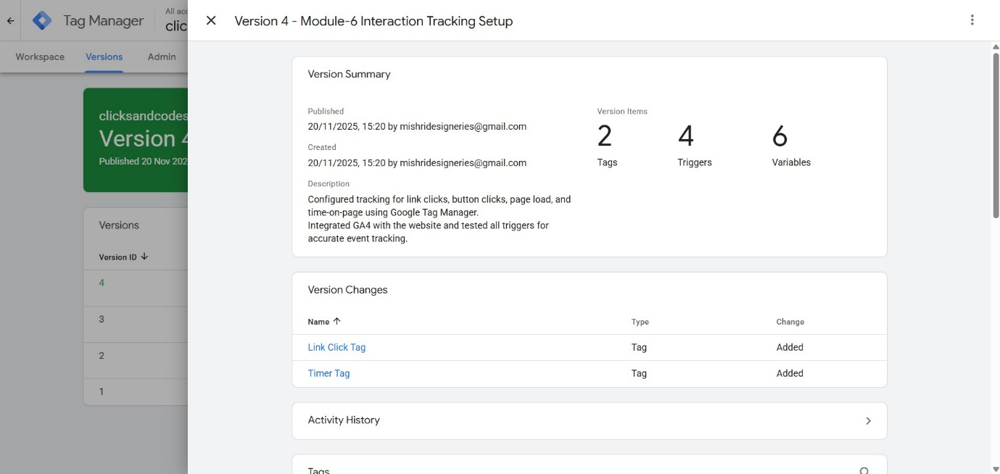 Tag Manager
All acc
clic
Version 4 - Module-6 Interaction Tracking Setup
Workspace
Versions
Admin
clicksandcodes
Version 4
Published 20 Nov 202
Versions
Version ID
4
3
2
1
Version Summary
Published
20/11/2025, 15:20 by mishridesigneries@gmail.com
Created
20/11/2025, 15:20 by mishridesigneries@gmail.com
Description
Configured tracking for link clicks, button clicks, page load, and
time-on-page using Google Tag Manager.
Integrated GA4 with the website and tested all triggers for
accurate event tracking.
Version Items
2 4 6
Tags Triggers Variables
Version Changes
Name Type Change
Link Click Tag Tag Added
Timer Tag Tag Added
Activity History
Tags